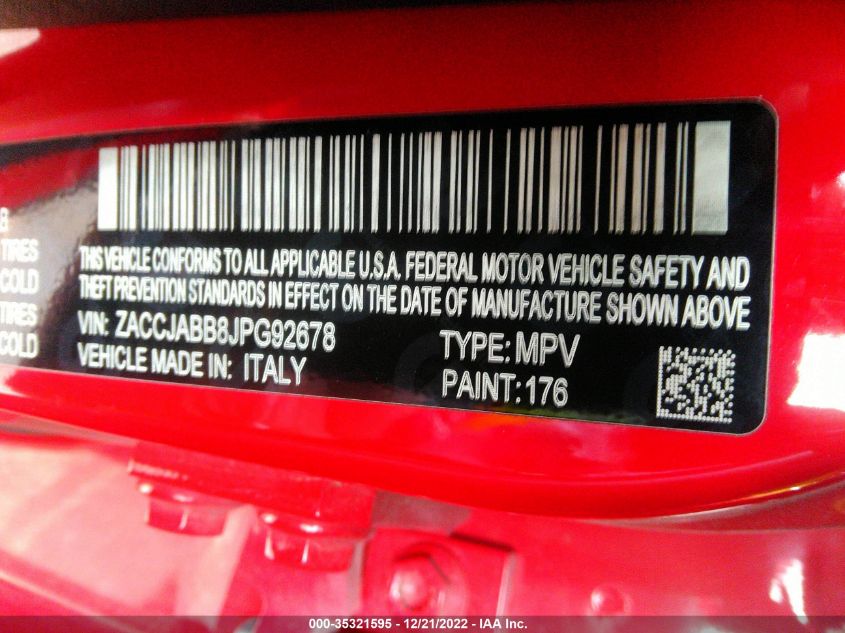 8
TIRES
COLD
TIRES
COLD
THIS VEHICLE CONFORMS TO ALL APPLICABLE U.S.A. FEDERAL MOTOR VEHICLE SAFETY AND
THEFT PREVENTION STANDARDS IN EFFECT ON THE DATE OF MANUFACTURE SHOWN ABOVE
VIN: ZACCJABB8JPG92678 TYPE: MPV
VEHICLE MADE IN: ITALY PAINT: 176
000-35321595 - 12/21/2022 - IAA Inc.